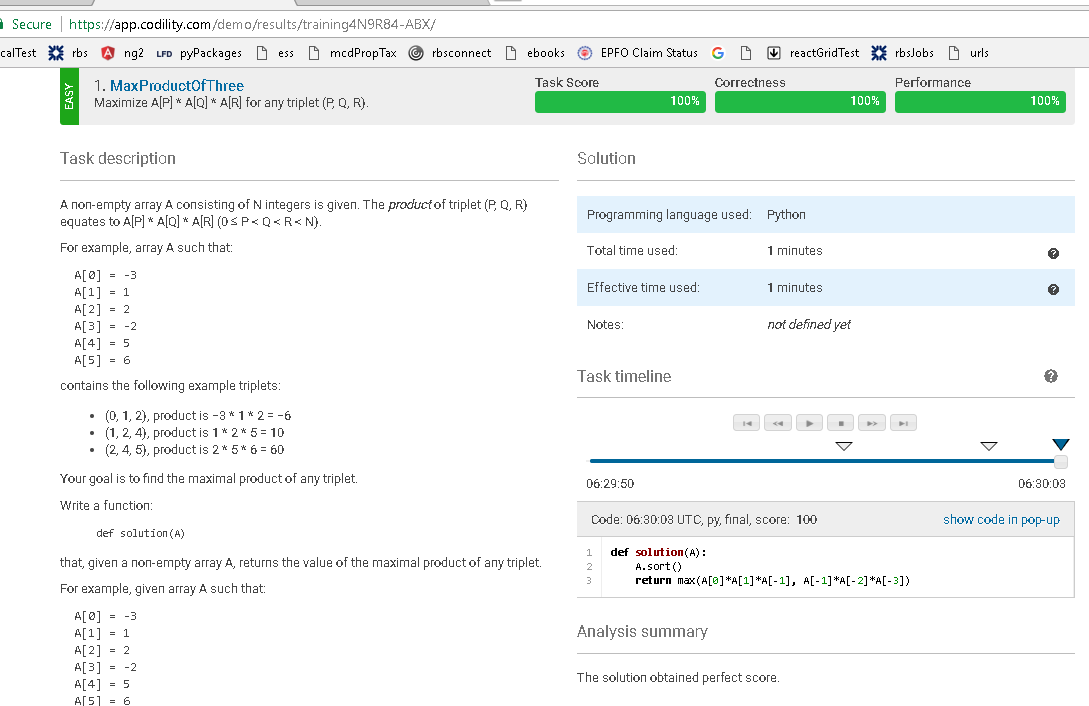 Secure https://app.codility.com/demo/results/training4N9R84-ABX/
calTest rbs ng2 LFD pyPackages ess mcdPropTax rbsconnect ebooks EPFO Claim Status reactGridTest rbsJobs urls
EASY
1. MaxProductOfThree
Maximize A[P] * A[Q] * A[R] for any triplet (P, Q, R).
Task Score
100%
Correctness
100%
Performance
100%
Task description
A non-empty array A consisting of N integers is given. The product of triplet (P, Q, R)
equates to A[P] * A[Q] * A[R] (0 ≤ P < Q < R < N).
For example, array A such that:
A[0] = -3
A[1] = 1
A[2] = 2
A[3] = -2
A[4] = 5
A[5] = 6
contains the following example triplets:
• (0, 1, 2), product is −3 * 1 * 2 = −6
• (1, 2, 4), product is 1 * 2 * 5 = 10
• (2, 4, 5), product is 2 * 5 * 6 = 60
Your goal is to find the maximal product of any triplet.
Write a function:
def solution(A)
that, given a non-empty array A, returns the value of the maximal product of any triplet.
For example, given array A such that:
A[0] = -3
A[1] = 1
A[2] = 2
A[3] = -2
A[4] = 5
A[5] = 6
Solution
Programming language used: Python
Total time used: 1 minutes
Effective time used: 1 minutes
Notes: not defined yet
Task timeline
06:29:50 06:30:03
Code: 06:30:03 UTC, py, final, score: 100 show code in pop-up
1 def solution(A):
2 A.sort()
3 return max(A[0]*A[1]*A[-1], A[-1]*A[-2]*A[-3])
Analysis summary
The solution obtained perfect score.